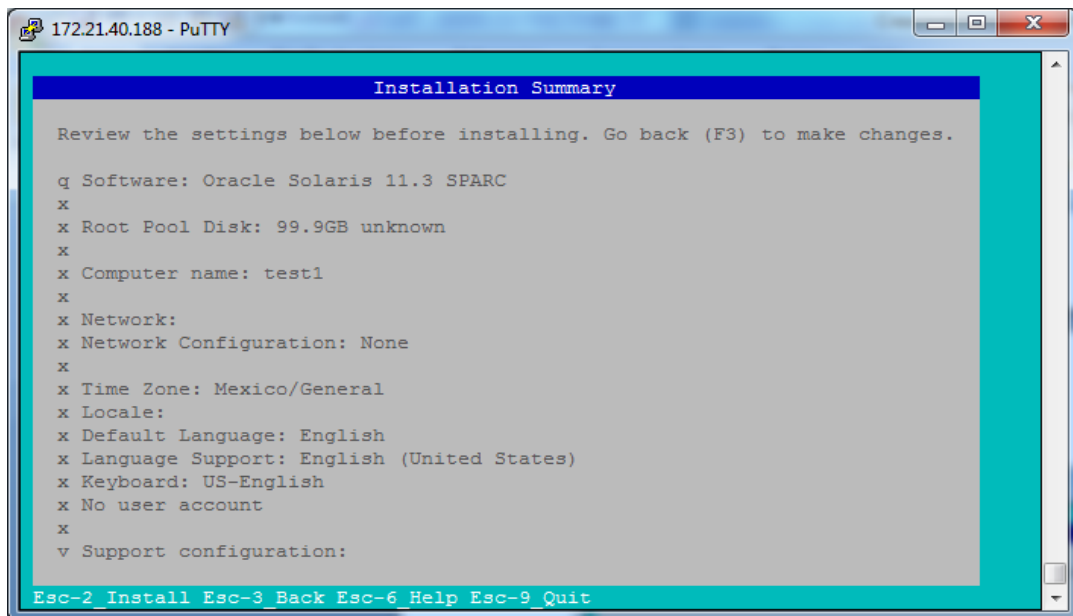 172.21.40.188 - PuTTY
Installation Summary
Review the settings below before installing. Go back (F3) to make changes.
q Software: Oracle Solaris 11.3 SPARC
x
x Root Pool Disk: 99.9GB unknown
x
x Computer name: test1
x
x Network:
x Network Configuration: None
x
x Time Zone: Mexico/General
x Locale:
x Default Language: English
x Language Support: English (United States)
x Keyboard: US-English
x No user account
x
v Support configuration:
Esc-2_Install Esc-3_Back Esc-6_Help Esc-9_Quit